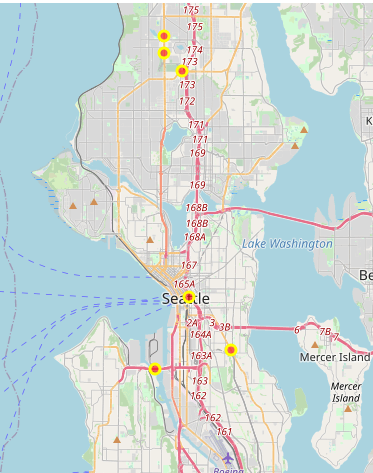 175
175
174
173
173
172
171
171
169
169
168B
168B
168A
Lake Washington
167
165A
Seattle
2A
3
3B
164A
6
7B
7
163A
Mercer Island
163
Mercer
Island
162
162
161
Boeing